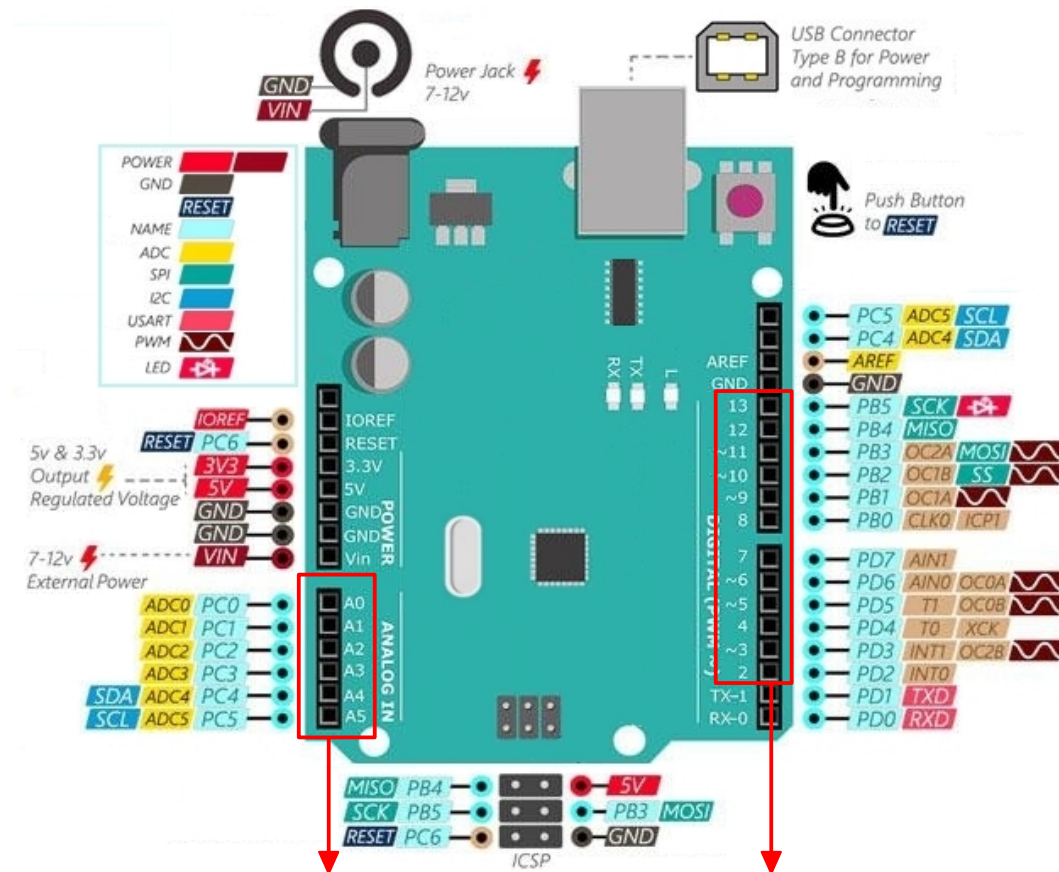 USB Connector
Type B for Power
and Programming
Power Jack
7-12v
GND
VIN
POWER
GND
RESET
NAME
ADC
SPI
I2C
USART
PWM
LED
Push Button
to RESET
RX
TX
L
AREF
GND
13
12
~11
~10
~9
8
7
~6
~5
4
~3
2
TX-1
RX-0
DIGITAL (PWM ~)
IOREF
RESET
3.3V
5V
GND
GND
Vin
POWER
A0
A1
A2
A3
A4
A5
ANALOG IN
IOREF
RESET PC6
3V3
5V
GND
GND
VIN
5v & 3.3v
Output
Regulated Voltage
7-12v
External Power
ADC0 PC0
ADC1 PC1
ADC2 PC2
ADC3 PC3
SDA ADC4 PC4
SCL ADC5 PC5
PC5 ADC5 SCL
PC4 ADC4 SDA
AREF
GND
PB5 SCK
PB4 MISO
PB3 OC2A MOSI
PB2 OC1B SS
PB1 OC1A
PB0 CLK0 ICP1
PD7 AIN1
PD6 AIN0 OC0A
PD5 T1 OC0B
PD4 T0 XCK
PD3 INT1 OC2B
PD2 INT0
PD1 TXD
PD0 RXD
MISO PB4 5V
SCK PB5 PB3 MOSI
RESET PC6 GND
ICSP